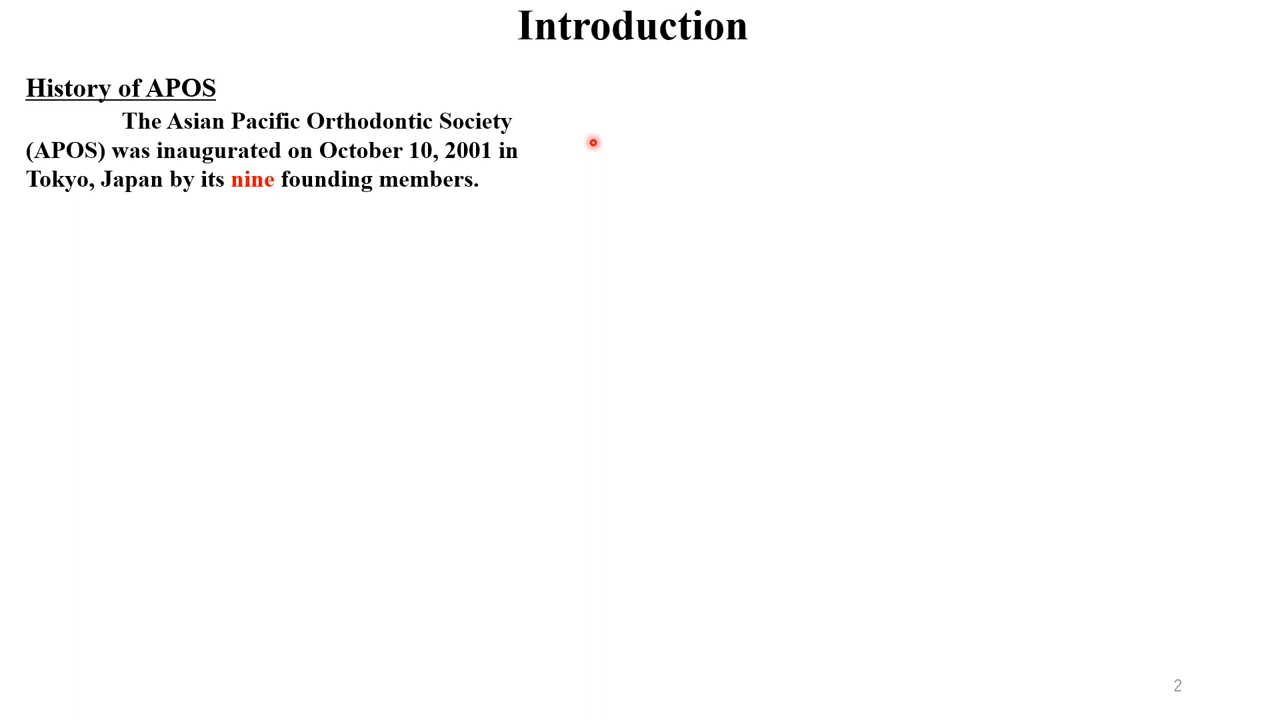 Introduction
History of APOS
The Asian Pacific Orthodontic Society
(APOS) was inaugurated on October 10, 2001 in
Tokyo, Japan by its nine founding members.
2